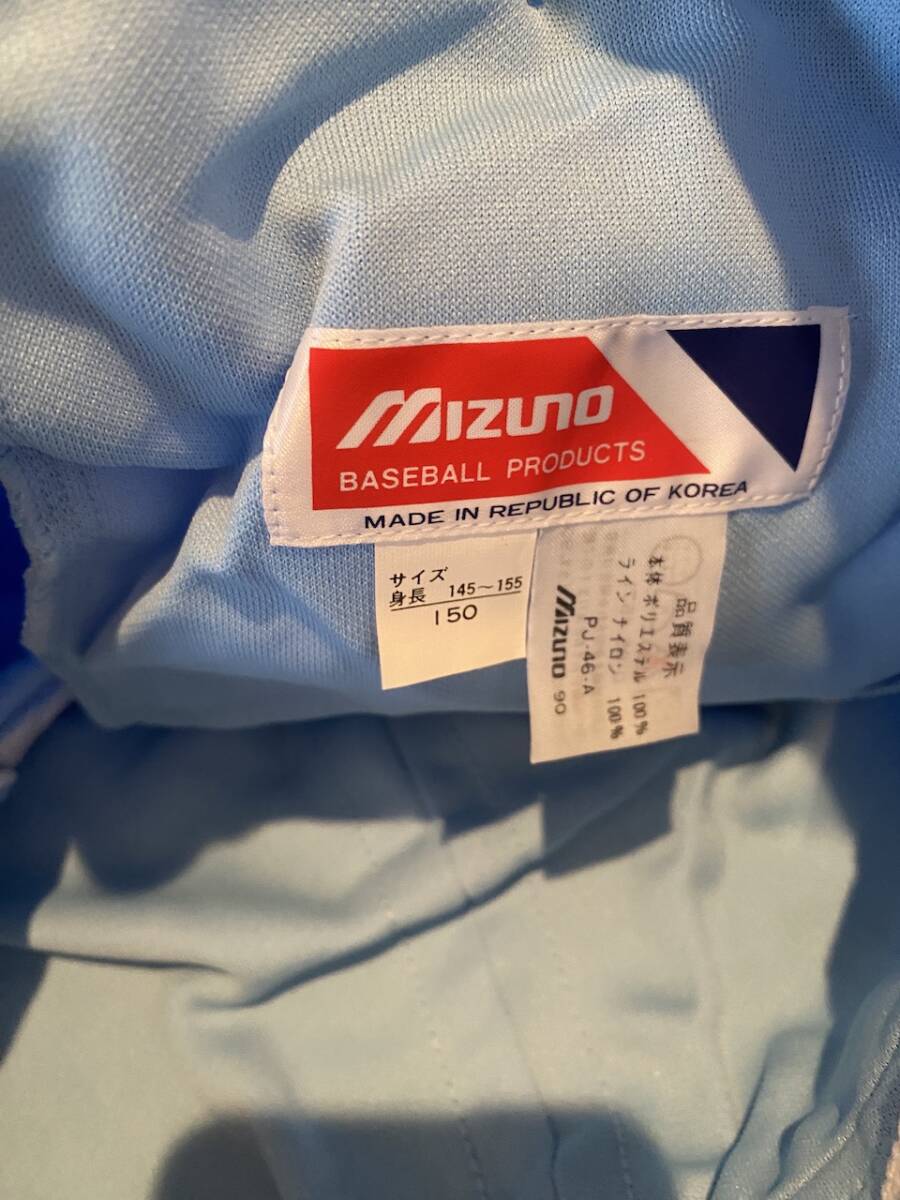 MIZUNO
BASEBALL PRODUCTS
MADE IN REPUBLIC OF KOREA
サイズ
身長 145～155
150
品質表示
本体 ポリエステル 100%
ライン ナイロン 100%
PJ-46-A
MIZUNO 90